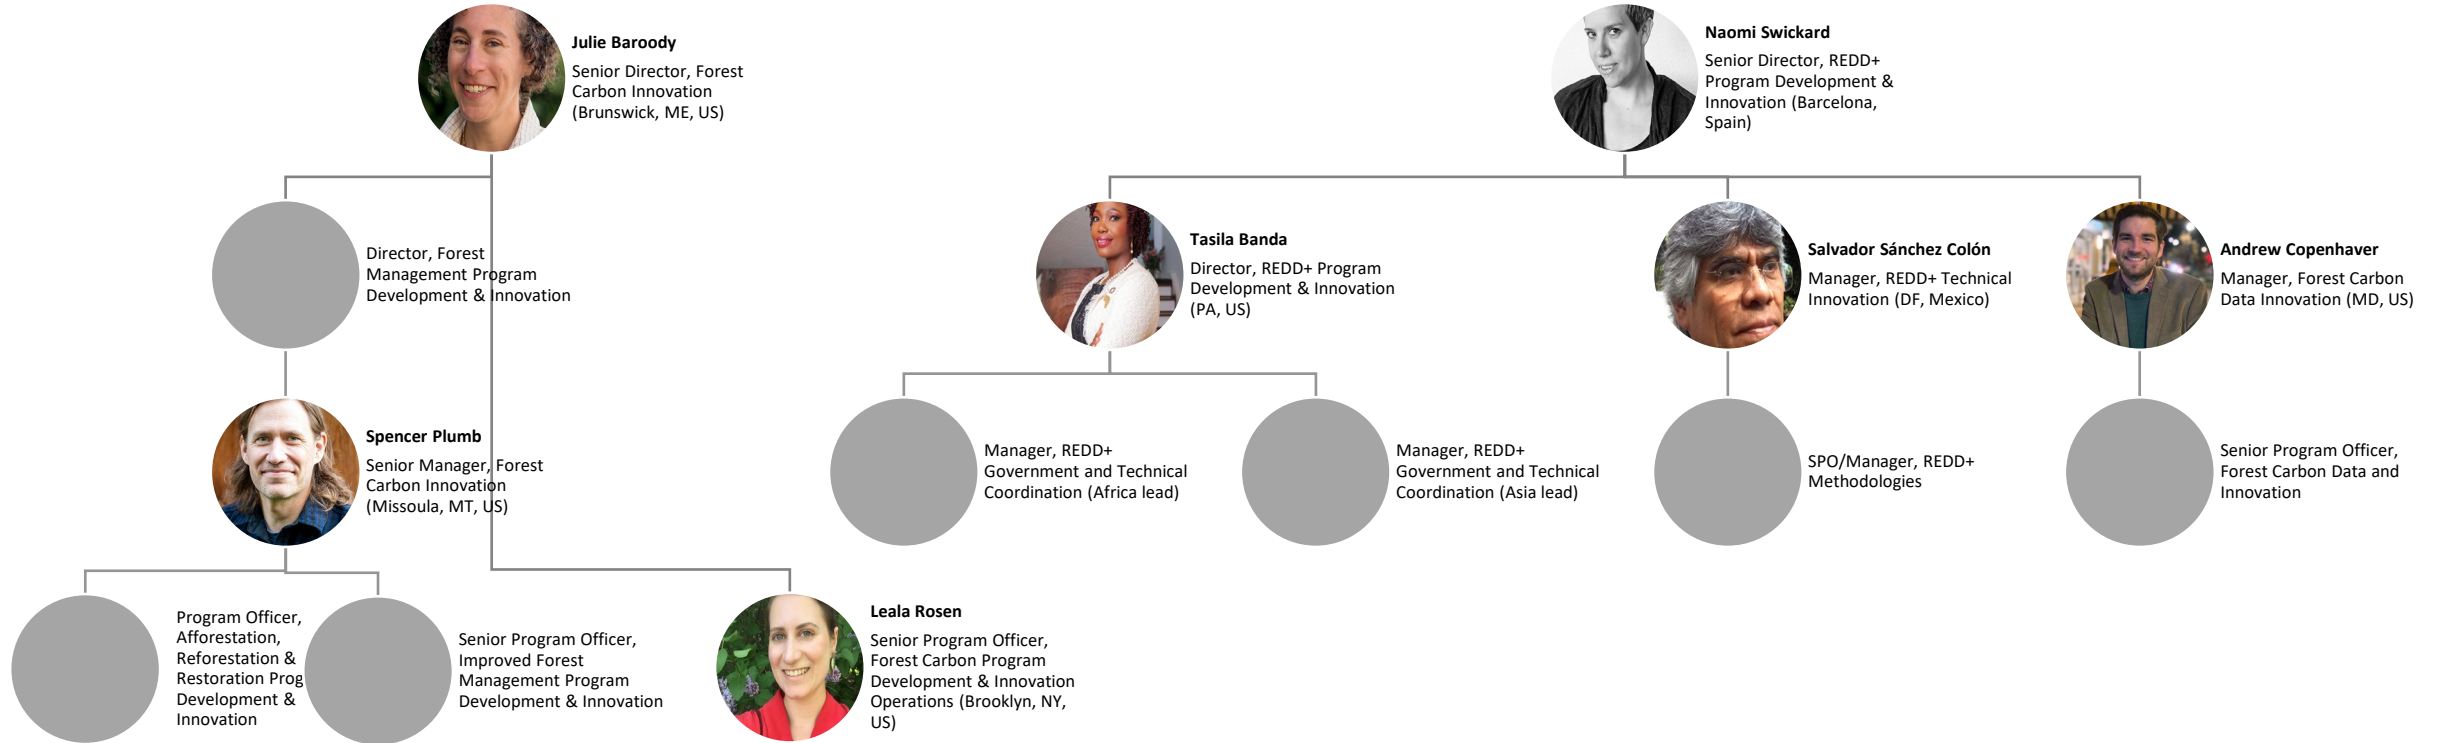 Julie Baroody
Senior Director, Forest
Carbon Innovation
(Brunswick, ME, US)
Naomi Swickard
Senior Director, REDD+
Program Development &
Innovation (Barcelona,
Spain)
Director, Forest
Management Program
Development & Innovation
Tasila Banda
Director, REDD+ Program
Development & Innovation
(PA, US)
Salvador Sánchez Colón
Manager, REDD+ Technical
Innovation (DF, Mexico)
Andrew Copenhaver
Manager, Forest Carbon
Data Innovation (MD, US)
Spencer Plumb
Senior Manager, Forest
Carbon Innovation
(Missoula, MT, US)
Manager, REDD+
Government and Technical
Coordination (Africa lead)
Manager, REDD+
Government and Technical
Coordination (Asia lead)
SPO/Manager, REDD+
Methodologies
Senior Program Officer,
Forest Carbon Data and
Innovation
Program Officer,
Afforestation,
Reforestation &
Restoration Prog
Development &
Innovation
Senior Program Officer,
Improved Forest
Management Program
Development & Innovation
Leala Rosen
Senior Program Officer,
Forest Carbon Program
Development & Innovation
Operations (Brooklyn, NY,
US)